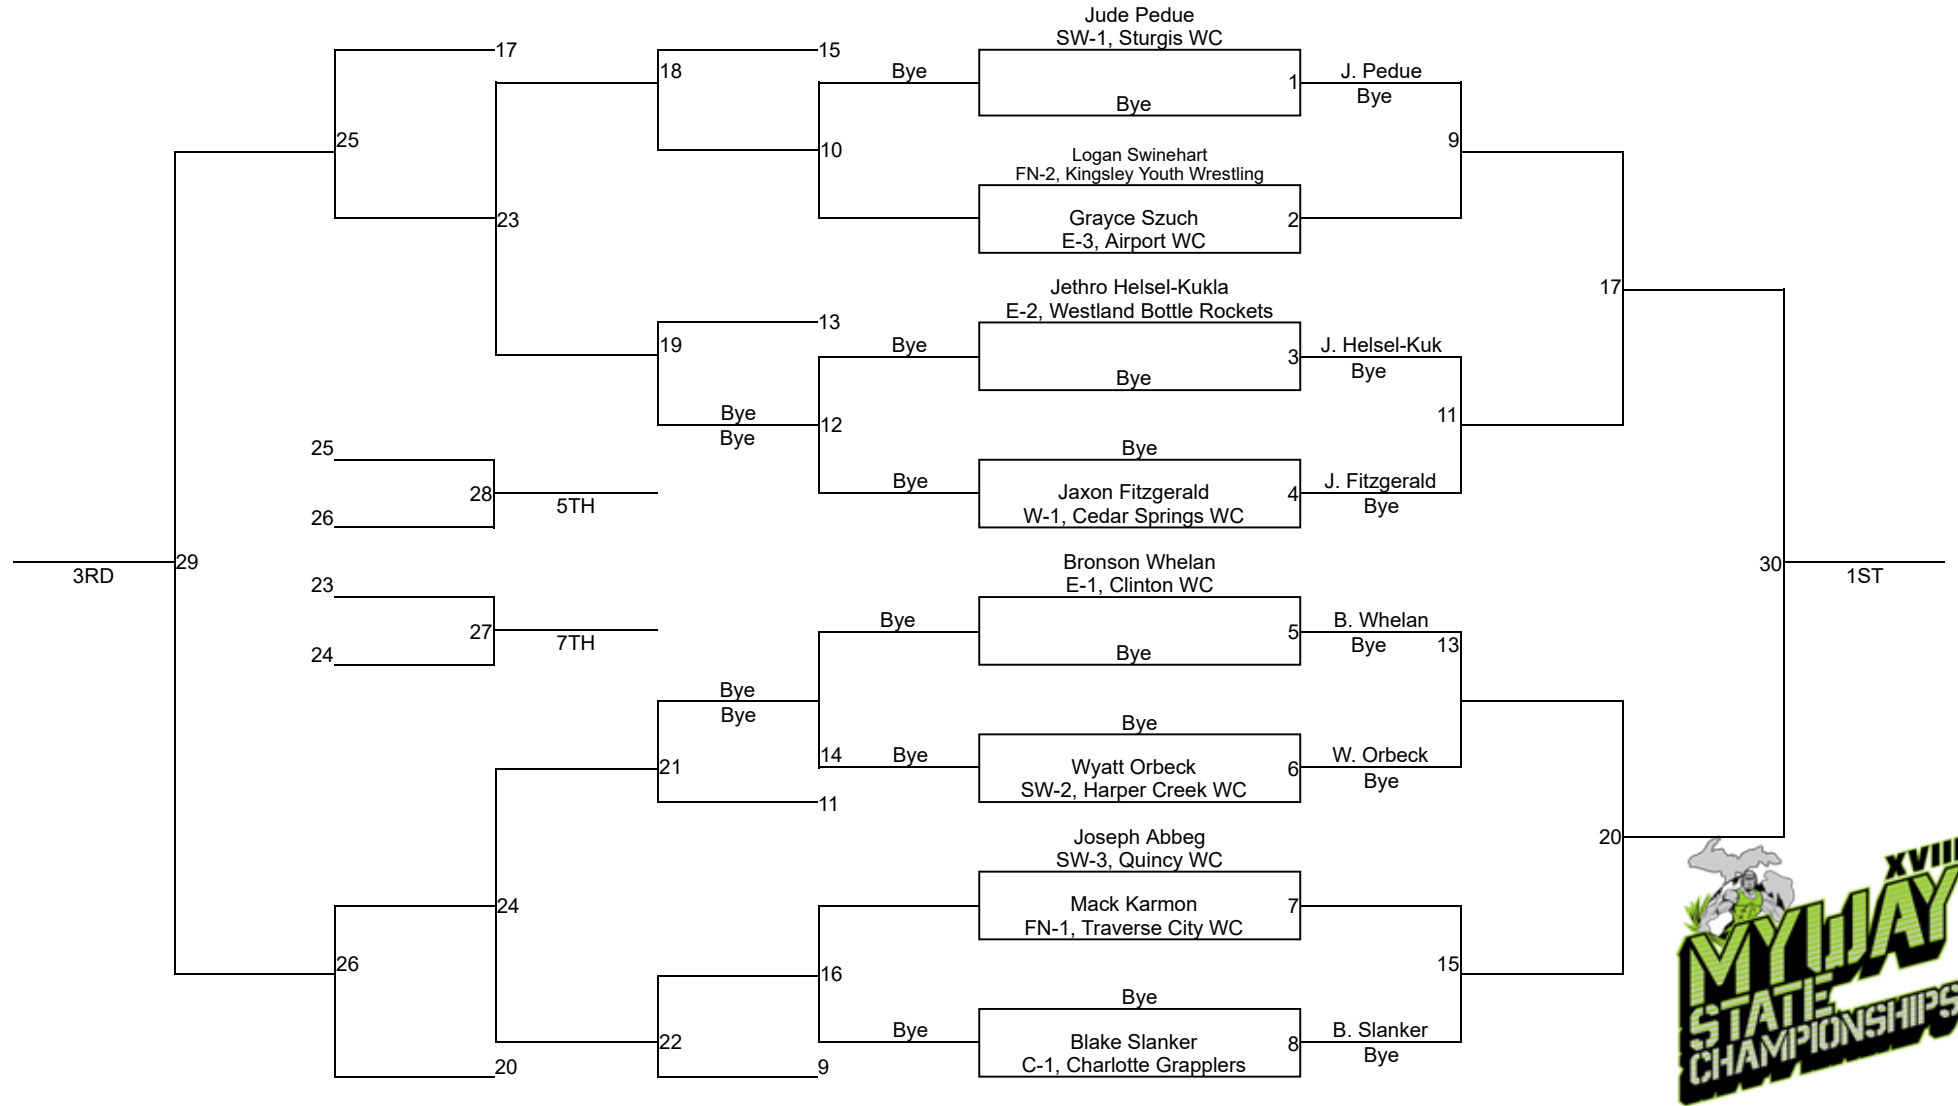 Jude Pedue
SW-1, Sturgis WC
17
15
18
Bye
1
J. Pedue
Bye
Bye
25
10
9
Logan Swinehart
FN-2, Kingsley Youth Wrestling
23
Grayce Szuch
2
E-3, Airport WC
Jethro Helsel-Kukla
17
E-2, Westland Bottle Rockets
13
19
Bye
3
J. Helsel-Kuk
Bye
Bye
Bye
12
11
Bye
25
Bye
28
Bye
Jaxon Fitzgerald
4
J. Fitzgerald
5TH
W-1, Cedar Springs WC
Bye
26
Bronson Whelan
29
30
3RD
1ST
23
E-1, Clinton WC
27
Bye
5
B. Whelan
7TH
Bye
Bye
13
24
Bye
Bye
Bye
14
Bye
21
Wyatt Orbeck
6
W. Orbeck
SW-2, Harper Creek WC
Bye
11
Joseph Abbeg
20
SW-3, Quincy WC
24
Mack Karmon
7
FN-1, Traverse City WC
26
16
15
Bye
22
Bye
Blake Slanker
8
B. Slanker
C-1, Charlotte Grapplers
Bye
20
9
XVIII
MYWAY
STATE
CHAMPIONSHIPS